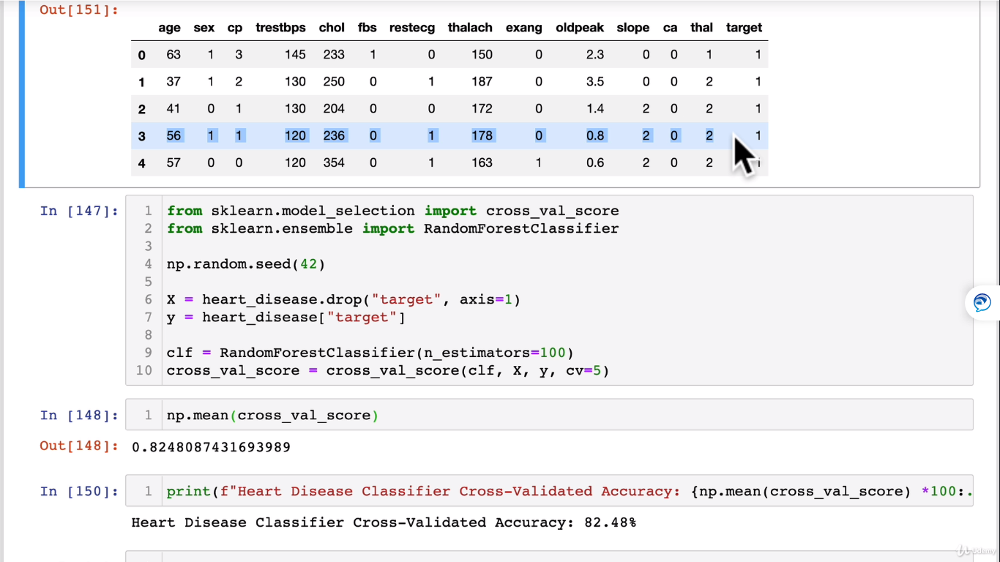 Out[151]:
age sex cp trestbps chol fbs restecg thalach exang oldpeak slope ca thal target
0 63 1 3 145 233 1 0 150 0 2.3 0 0 1 1
1 37 1 2 130 250 0 1 187 0 3.5 0 0 2 1
2 41 0 1 130 204 0 0 172 0 1.4 2 0 2 1
3 56 1 1 120 236 0 1 178 0 0.8 2 0 2 1
4 57 0 0 120 354 0 1 163 1 0.6 2 0 2
In [147]:
1 from sklearn.model_selection import cross_val_score
2 from sklearn.ensemble import RandomForestClassifier
3
4 np.random.seed(42)
5
6 X = heart_disease.drop("target", axis=1)
7 y = heart_disease["target"]
8
9 clf = RandomForestClassifier(n_estimators=100)
10 cross_val_score = cross_val_score(clf, X, y, cv=5)
In [148]: 1 np.mean(cross_val_score)
Out[148]: 0.8248087431693989
In [150]: 1 print(f"Heart Disease Classifier Cross-Validated Accuracy: {np.mean(cross_val_score) *100:.
Heart Disease Classifier Cross-Validated Accuracy: 82.48%
Udemy